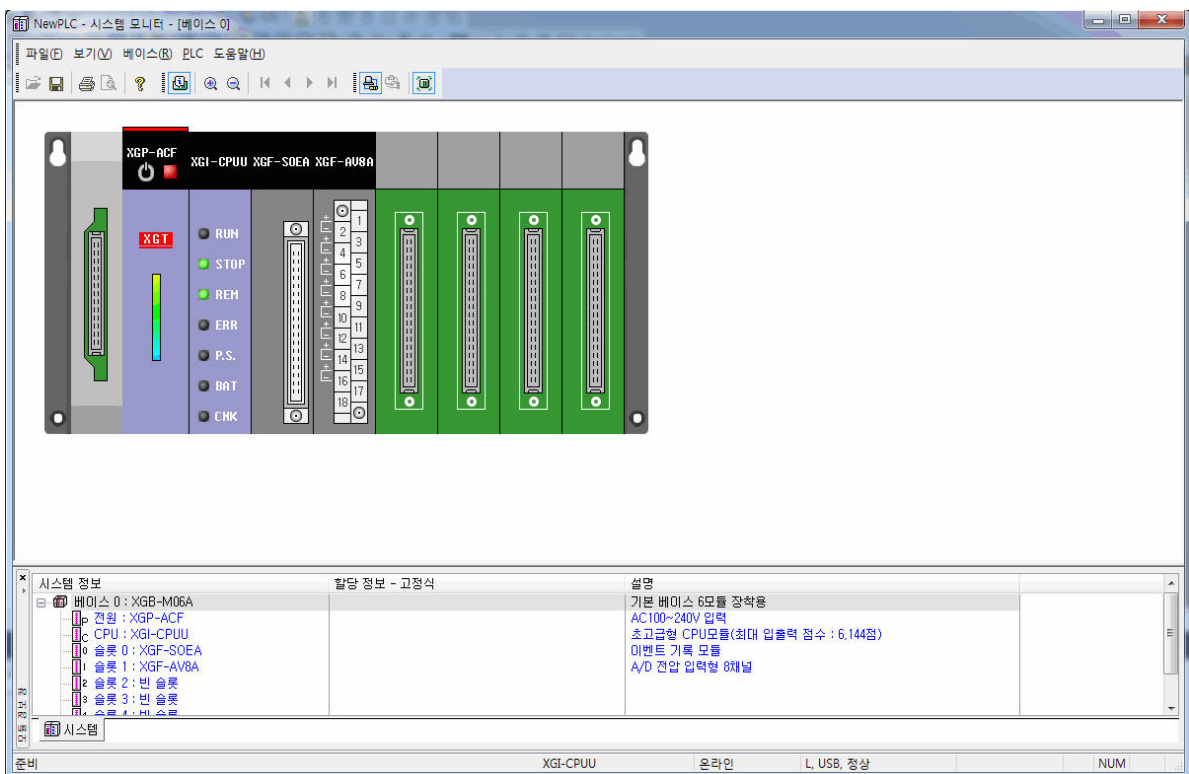 NewPLC - 시스템 모니터 - [베이스 0]
파일(F) 보기(V) 베이스(R) PLC 도움말(H)
XGP-ACF XGI-CPUU XGF-SOEA XGF-AV8A
XGT
RUN
STOP
REM
ERR
P.S.
BAT
CHK
1
2
3
4
5
6
7
8
9
10
11
12
13
14
15
16
17
18
시스템 정보 할당 정보 - 고정식 설명
베이스 0 : XGB-M06A 기본 베이스 6모듈 장착용
전원 : XGP-ACF AC100~240V 입력
CPU : XGI-CPUU 초고급형 CPU모듈(최대 입출력 점수 : 6,144점)
슬롯 0 : XGF-SOEA 이벤트 기록 모듈
슬롯 1 : XGF-AV8A A/D 전압 입력형 8채널
슬롯 2 : 빈 슬롯
슬롯 3 : 빈 슬롯
슬롯 4 : 빈 슬롯
시스템
준비 XGI-CPUU 온라인 L, USB, 정상 NUM